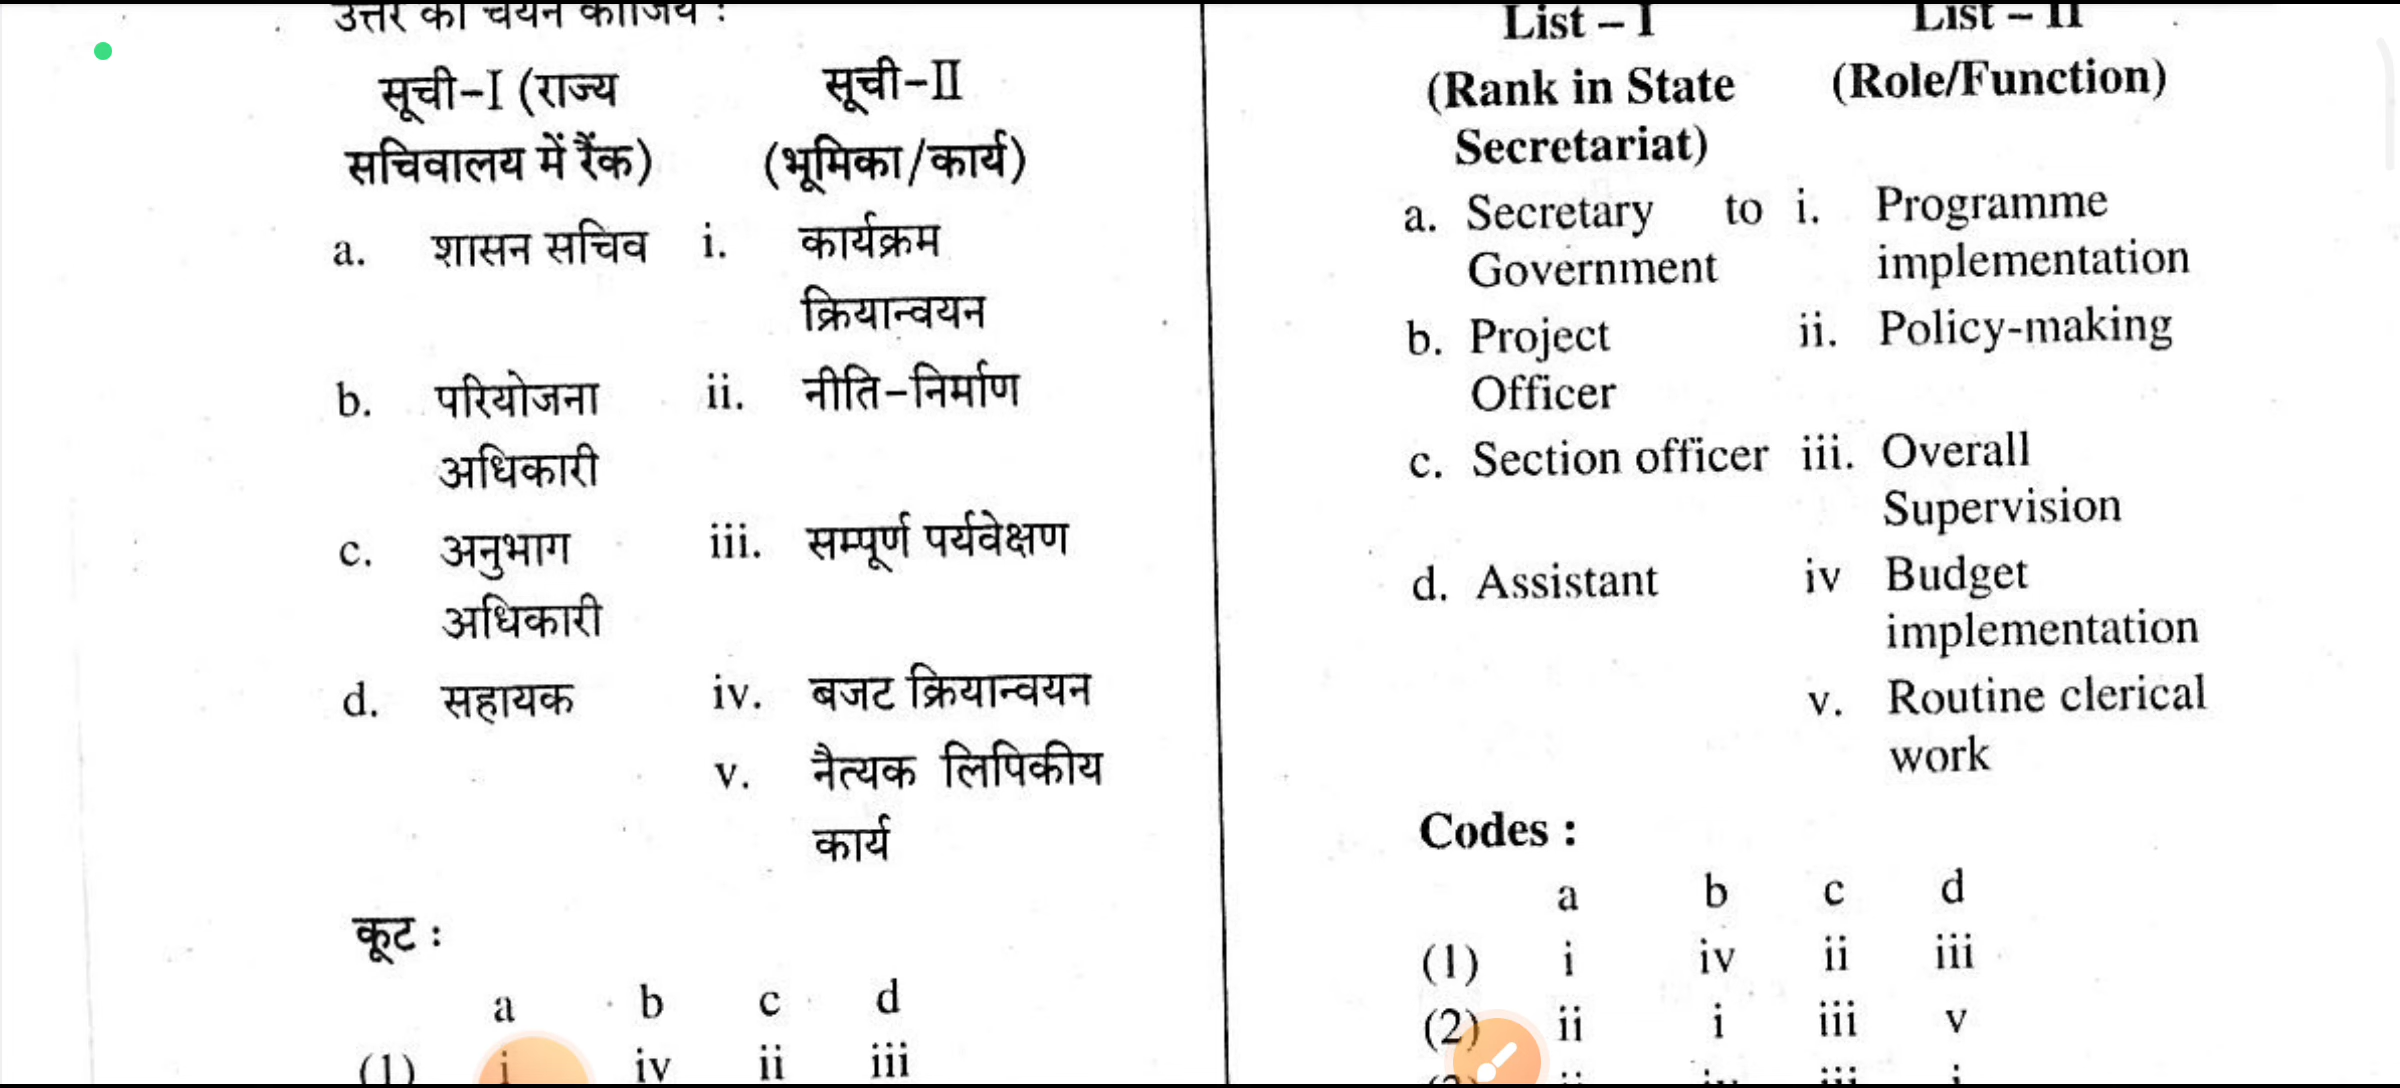 उत्तर का चयन कीजिये :
सूची-I (राज्य सूची-II
सचिवालय में रैंक) (भूमिका/कार्य)
a. शासन सचिव i. कार्यक्रम
क्रियान्वयन
b. परियोजना ii. नीति-निर्माण
अधिकारी
c. अनुभाग iii. सम्पूर्ण पर्यवेक्षण
अधिकारी
d. सहायक iv. बजट क्रियान्वयन
v. नैत्यक लिपिकीय
कार्य
कूट :
a b c d
(1) i iv ii iii
List – I List – II
(Rank in State (Role/Function)
Secretariat)
a. Secretary to i. Programme
Government implementation
b. Project ii. Policy-making
Officer
c. Section officer iii. Overall
Supervision
d. Assistant iv Budget
implementation
v. Routine clerical
work
Codes :
a b c d
(1) i iv ii iii
(2) ii i iii v